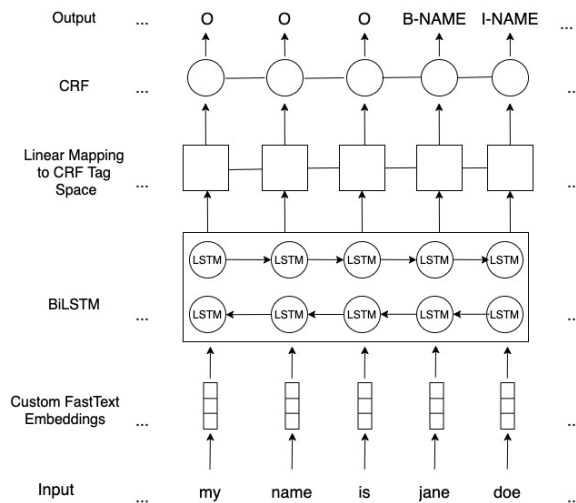 Output ... O O O B-NAME I-NAME ...
CRF ... ..
Linear Mapping
to CRF Tag ... ..
Space
LSTM LSTM LSTM LSTM LSTM
BiLSTM ... ..
LSTM LSTM LSTM LSTM LSTM
Custom FastText
Embeddings ... ..
Input ... my name is jane doe ..